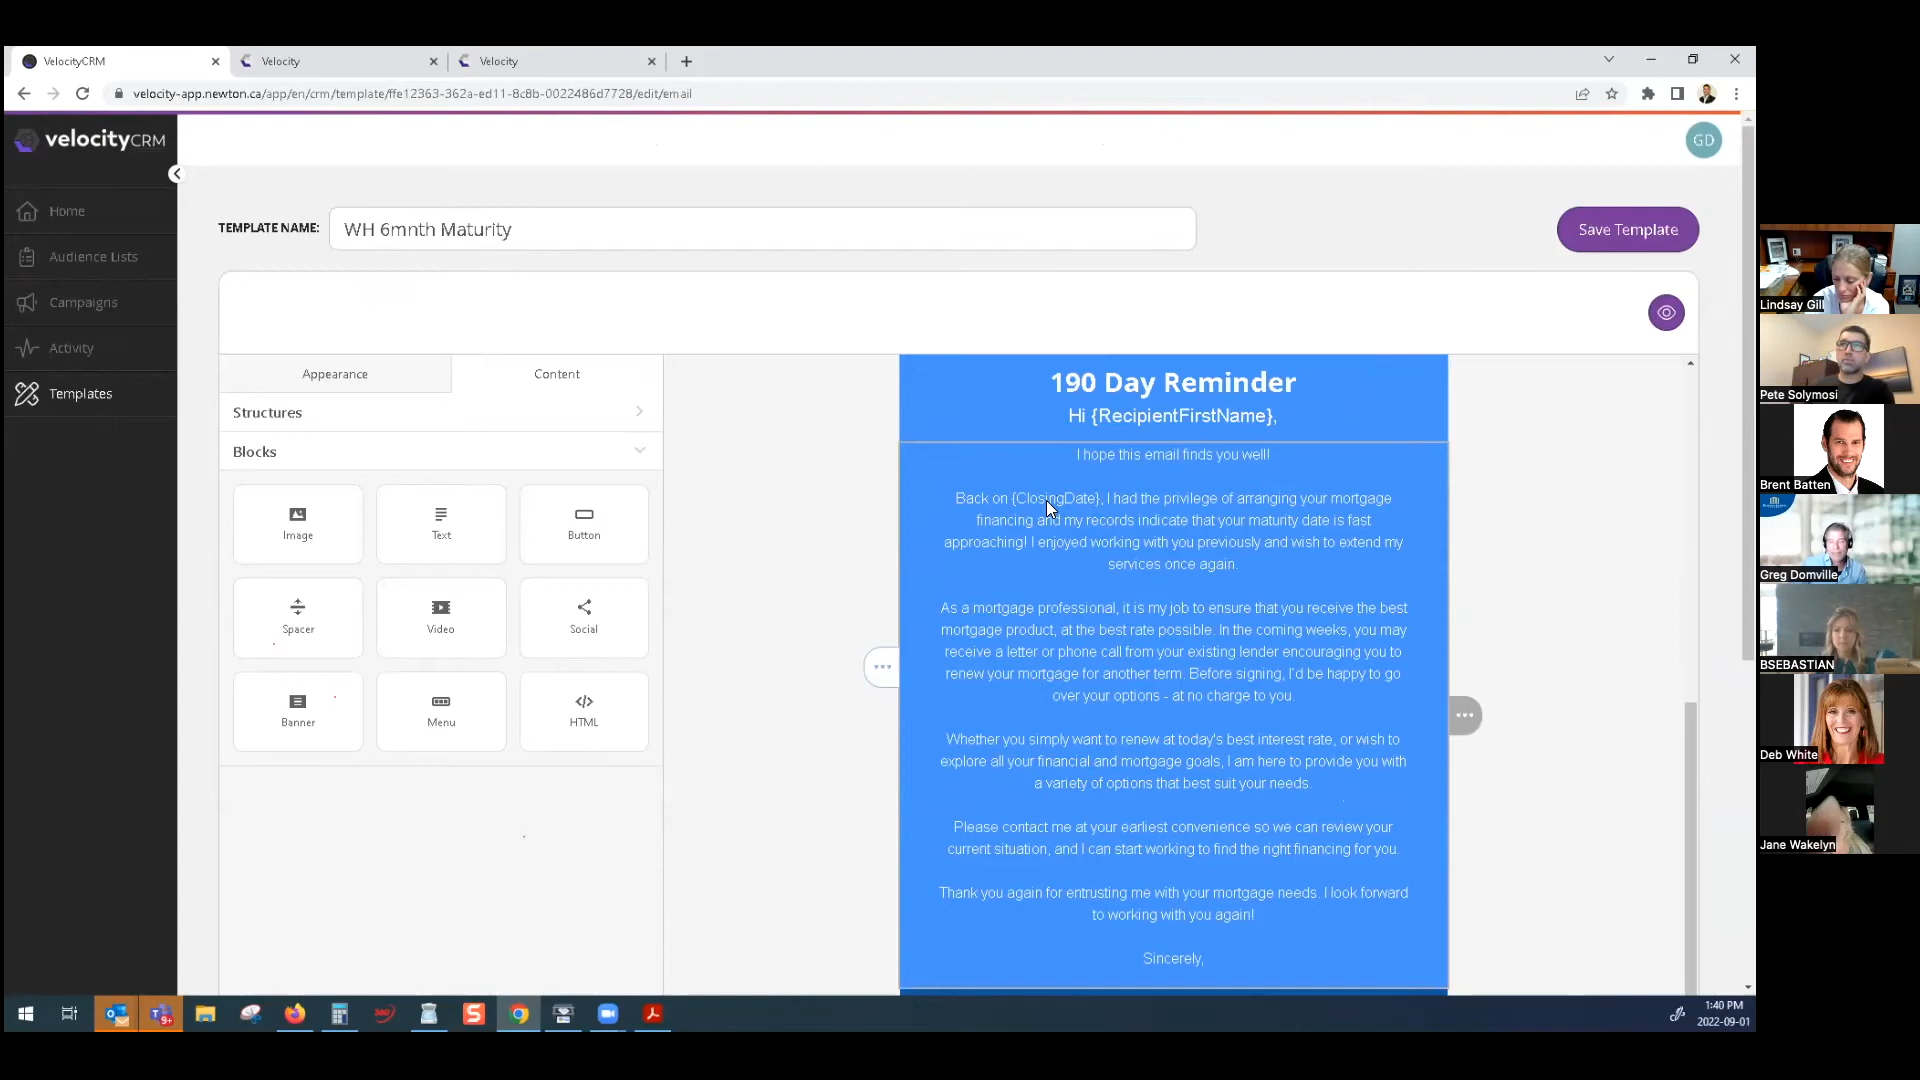 VelocityCRM
Velocity
Velocity
velocity-app.newton.ca/app/en/crm/template/ffe12363-362a-ed11-8c8b-0022486d7728/edit/email
velocityCRM
GD
Home
Audience Lists
Campaigns
Activity
Templates
TEMPLATE NAME:
WH 6mnth Maturity
Save Template
Appearance
Content
Structures
Blocks
Image
Text
Button
Spacer
Video
Social
Banner
Menu
HTML
190 Day Reminder
Hi {RecipientFirstName},
I hope this email finds you well!
Back on {ClosingDate}, I had the privilege of arranging your mortgage
financing and my records indicate that your maturity date is fast
approaching! I enjoyed working with you previously and wish to extend my
services once again.
As a mortgage professional, it is my job to ensure that you receive the best
mortgage product, at the best rate possible. In the coming weeks, you may
receive a letter or phone call from your existing lender encouraging you to
renew your mortgage for another term. Before signing, I'd be happy to go
over your options - at no charge to you.
Whether you simply want to renew at today's best interest rate, or wish to
explore all your financial and mortgage goals, I am here to provide you with
a variety of options that best suit your needs.
Please contact me at your earliest convenience so we can review your
current situation, and I can start working to find the right financing for you.
Thank you again for entrusting me with your mortgage needs. I look forward
to working with you again!
Sincerely,
Lindsay Gill
Pete Solymosi
Brent Batten
Greg Domville
BSEBASTIAN
Deb White
Jane Wakelyn
1:40 PM
2022-09-01